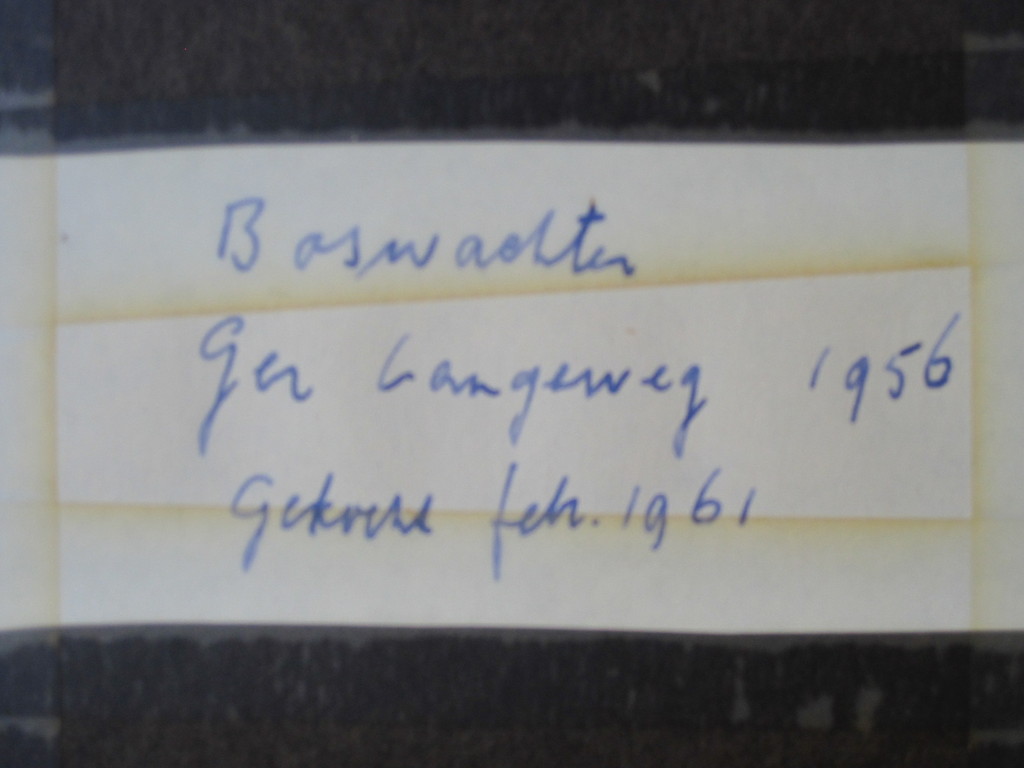 Boswachter
Ger Langeweg 1956
Gekocht feb. 1961